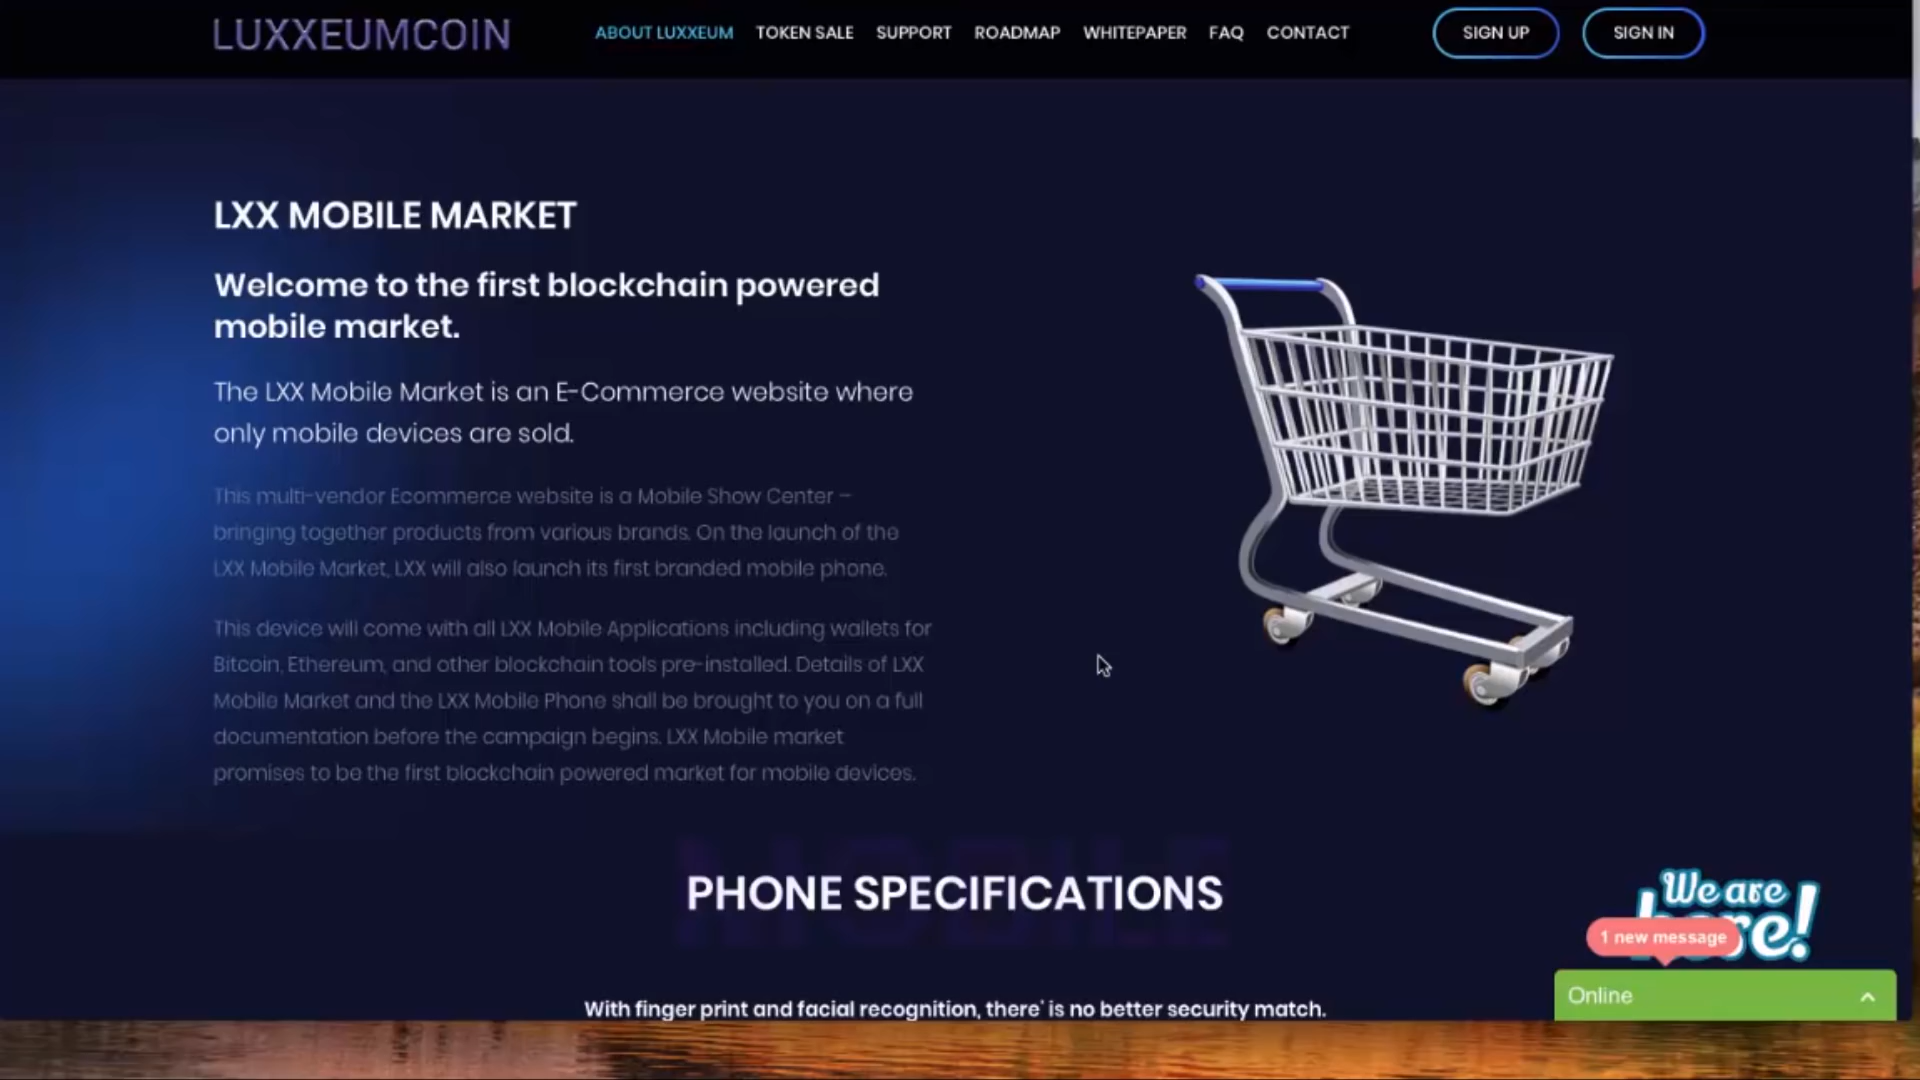 LUXXEUMCOIN
ABOUT LUXXEUM TOKEN SALE SUPPORT ROADMAP WHITEPAPER FAQ CONTACT SIGN UP SIGN IN
LXX MOBILE MARKET
Welcome to the first blockchain powered
mobile market.
The LXX Mobile Market is an E-Commerce website where
only mobile devices are sold.
This multi-vendor Ecommerce website is a Mobile Show Center –
bringing together products from various brands. On the launch of the
LXX Mobile Market, LXX will also launch its first branded mobile phone.
This device will come with all LXX Mobile Applications including wallets for
Bitcoin, Ethereum, and other blockchain tools pre-installed. Details of LXX
Mobile Market and the LXX Mobile Phone shall be brought to you on a full
documentation before the campaign begins. LXX Mobile market
promises to be the first blockchain powered market for mobile devices.
MOBILE
PHONE SPECIFICATIONS
With finger print and facial recognition, there' is no better security match.
We are
1 new message
Online